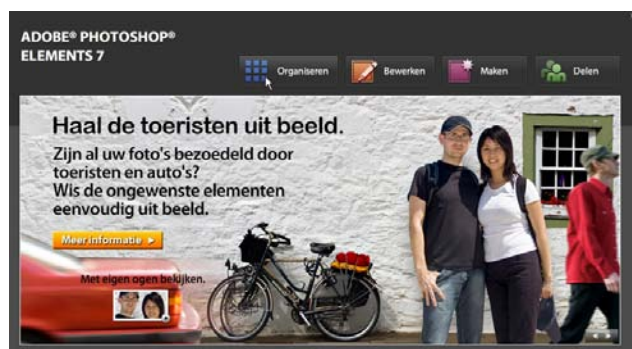 ADOBE® PHOTOSHOP®
ELEMENTS 7
Organiseren
Bewerken
Maken
Delen
Haal de toeristen uit beeld.
Zijn al uw foto's bezoedeld door
toeristen en auto's?
Wis de ongewenste elementen
eenvoudig uit beeld.
Meer informatie
Met eigen ogen bekijken.